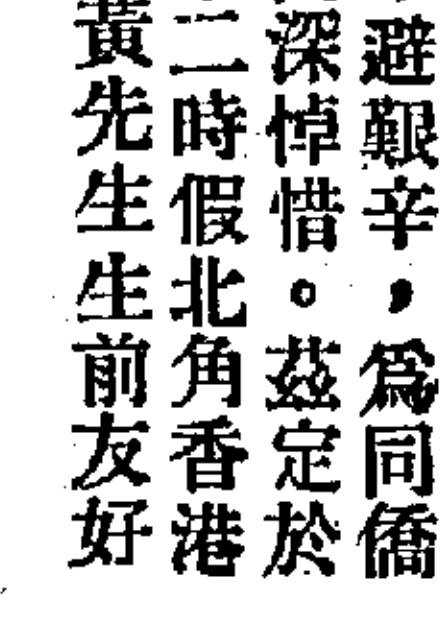 避艱辛，爲同僑
深悼惜。茲定於
二時假北角香港
黃先生生前友好